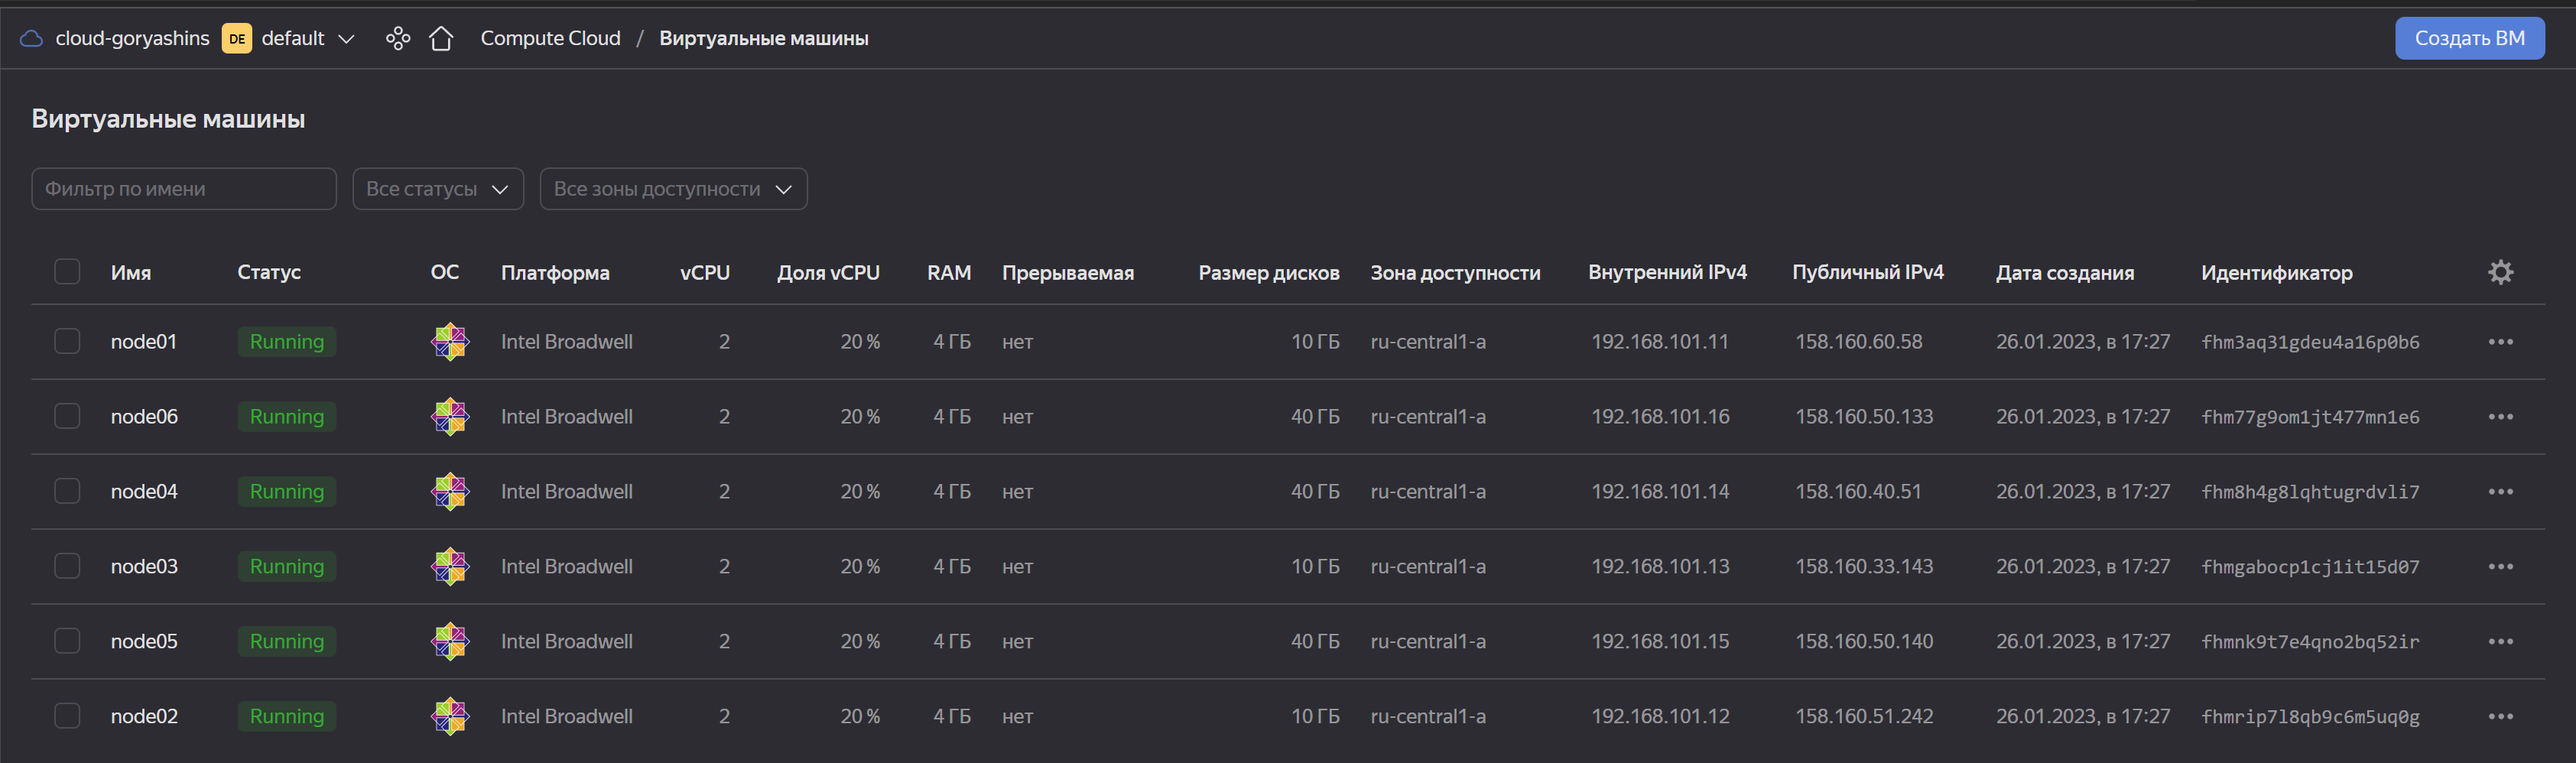 cloud-goryashins DE default Compute Cloud / Виртуальные машины Создать ВМ
Виртуальные машины
Фильтр по имени Все статусы Все зоны доступности
Имя Статус ОС Платформа vCPU Доля vCPU RAM Прерываемая Размер дисков Зона доступности Внутренний IPv4 Публичный IPv4 Дата создания Идентификатор
node01 Running Intel Broadwell 2 20 % 4 ГБ нет 10 ГБ ru-central1-a 192.168.101.11 158.160.60.58 26.01.2023, в 17:27 fhm3aq31gdeu4a16p0b6
node06 Running Intel Broadwell 2 20 % 4 ГБ нет 40 ГБ ru-central1-a 192.168.101.16 158.160.50.133 26.01.2023, в 17:27 fhm77g9om1jt477mn1e6
node04 Running Intel Broadwell 2 20 % 4 ГБ нет 40 ГБ ru-central1-a 192.168.101.14 158.160.40.51 26.01.2023, в 17:27 fhm8h4g8lqhtugrdvli7
node03 Running Intel Broadwell 2 20 % 4 ГБ нет 10 ГБ ru-central1-a 192.168.101.13 158.160.33.143 26.01.2023, в 17:27 fhmgabocp1cj1it15d07
node05 Running Intel Broadwell 2 20 % 4 ГБ нет 40 ГБ ru-central1-a 192.168.101.15 158.160.50.140 26.01.2023, в 17:27 fhmnk9t7e4qno2bq52ir
node02 Running Intel Broadwell 2 20 % 4 ГБ нет 10 ГБ ru-central1-a 192.168.101.12 158.160.51.242 26.01.2023, в 17:27 fhmrip7l8qb9c6m5uq0g